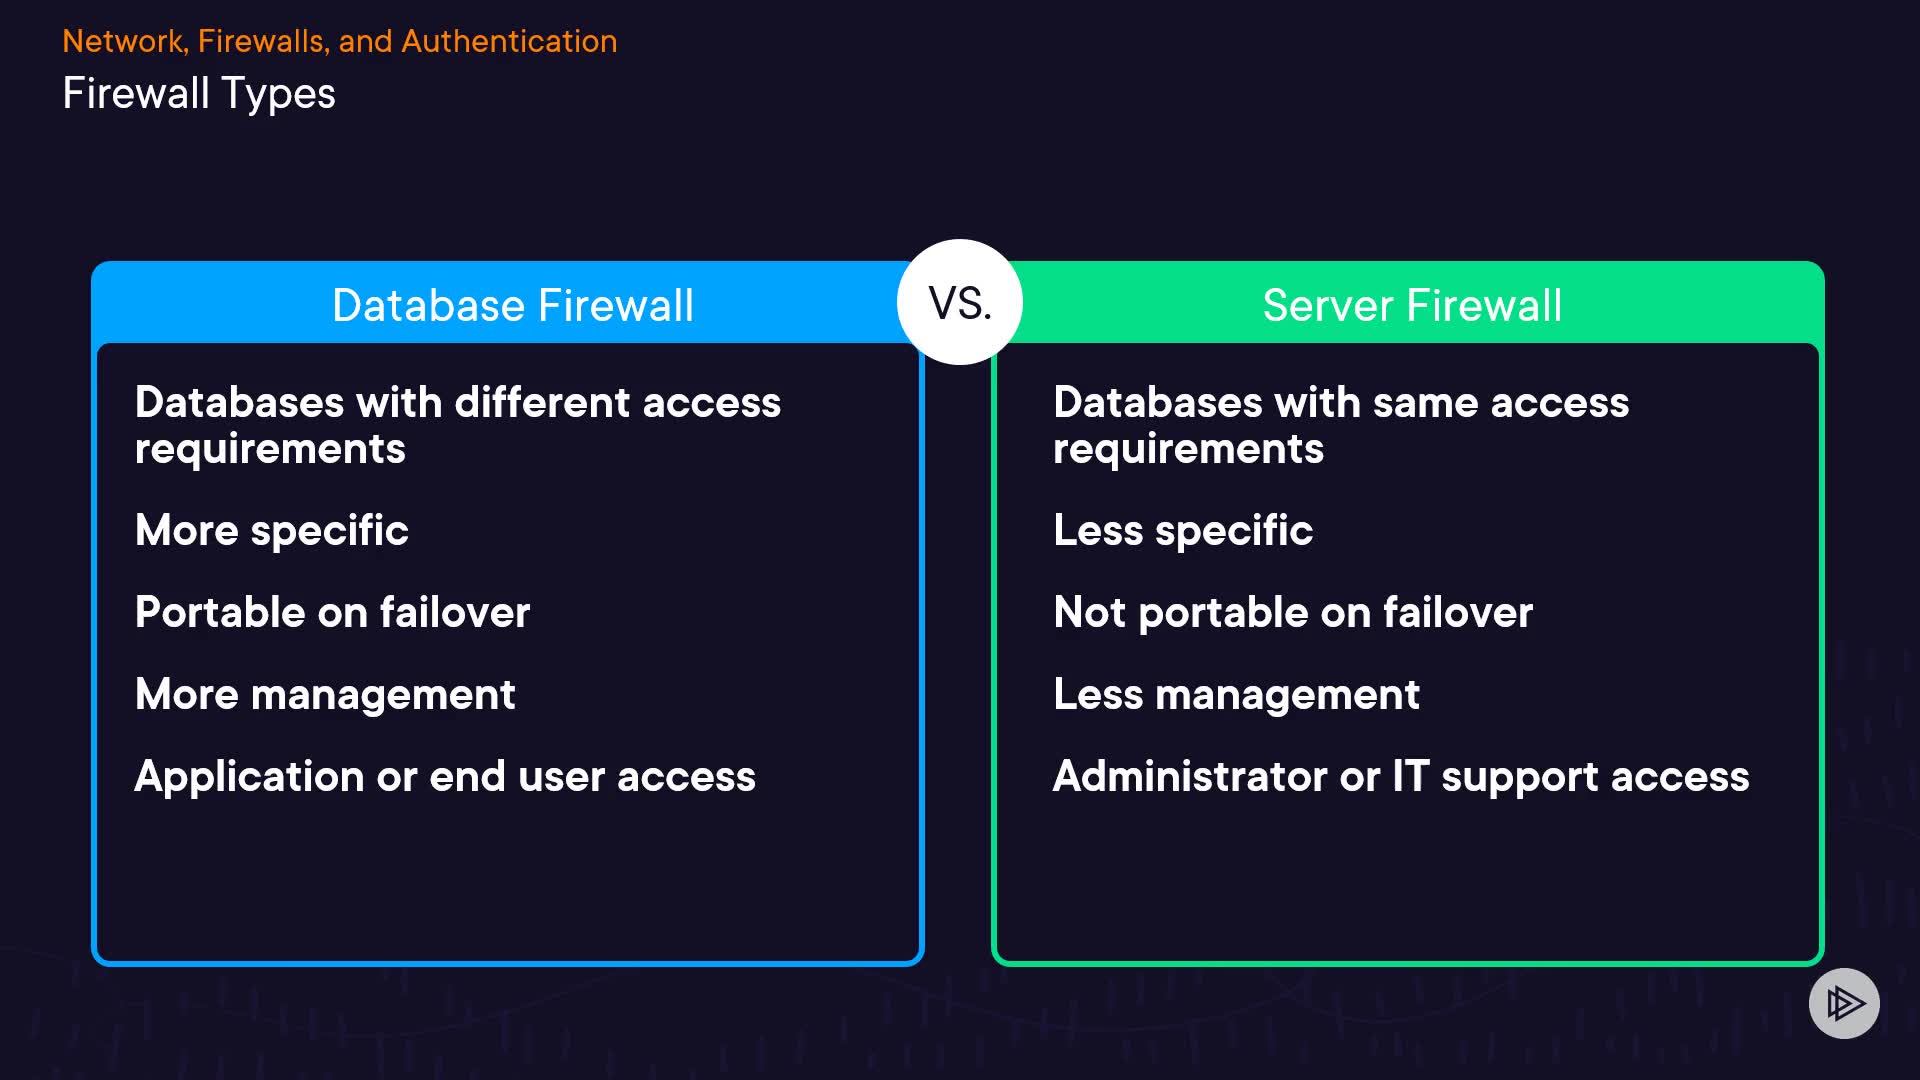 Network, Firewalls, and Authentication
Firewall Types
Database Firewall
VS.
Server Firewall
Databases with different access
requirements
More specific
Portable on failover
More management
Application or end user access
Databases with same access
requirements
Less specific
Not portable on failover
Less management
Administrator or IT support access